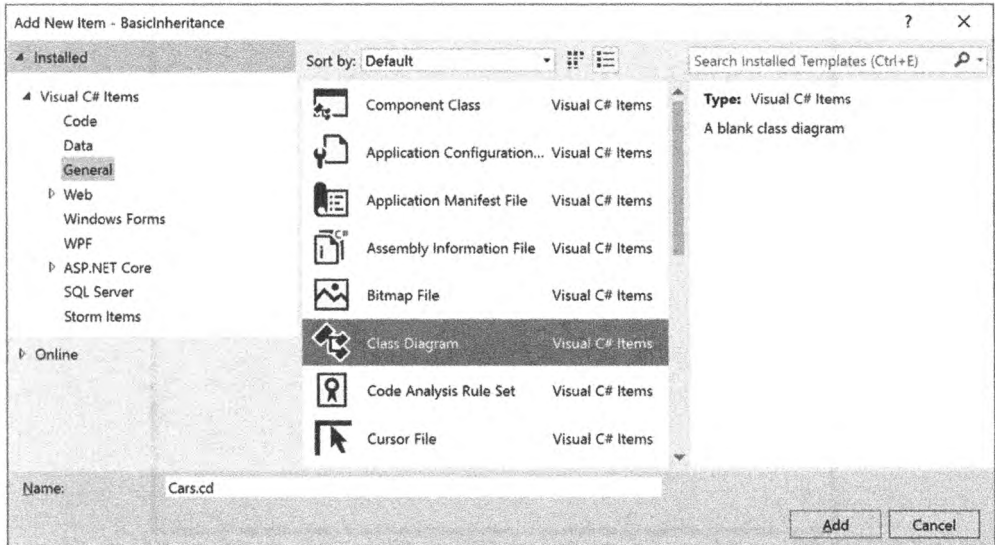 Add New Item - BasicInheritance
? ×
Installed
Sort by: Default
Search Installed Templates (Ctrl+E)
Visual C# Items
Code
Data
General
Web
Windows Forms
WPF
ASP.NET Core
SQL Server
Storm Items
Online
Component Class Visual C# Items
Application Configuration... Visual C# Items
Application Manifest File Visual C# Items
C#
Assembly Information File Visual C# Items
Bitmap File Visual C# Items
Class Diagram Visual C# Items
Code Analysis Rule Set Visual C# Items
Cursor File Visual C# Items
Type: Visual C# Items
A blank class diagram
Name: Cars.cd
Add Cancel